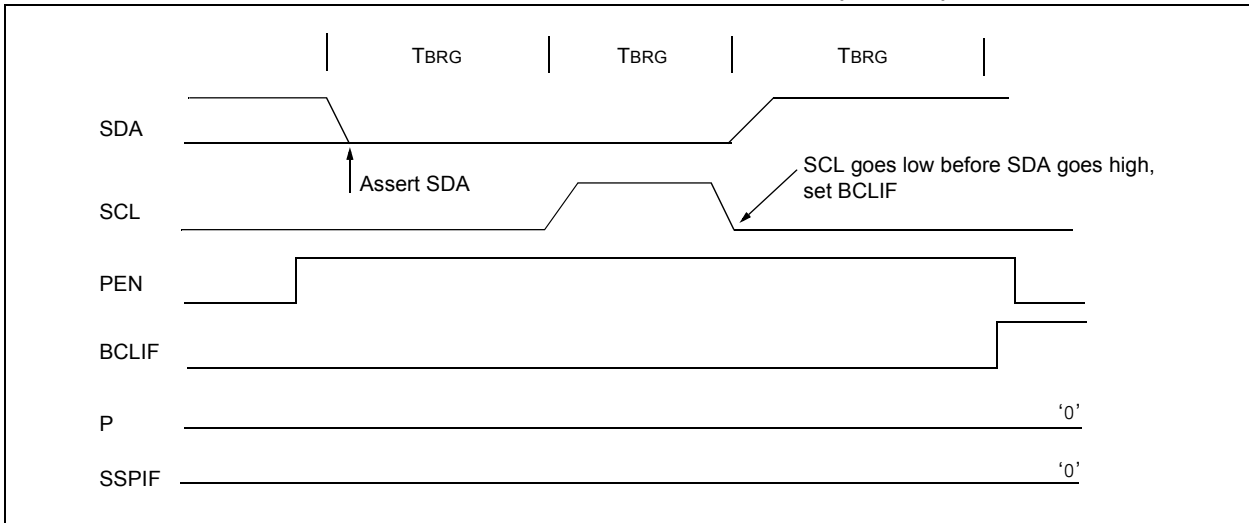 TBRG TBRG TBRG
SDA
Assert SDA
SCL goes low before SDA goes high,
set BCLIF
SCL
PEN
BCLIF
P
‘0’
SSPIF
‘0’